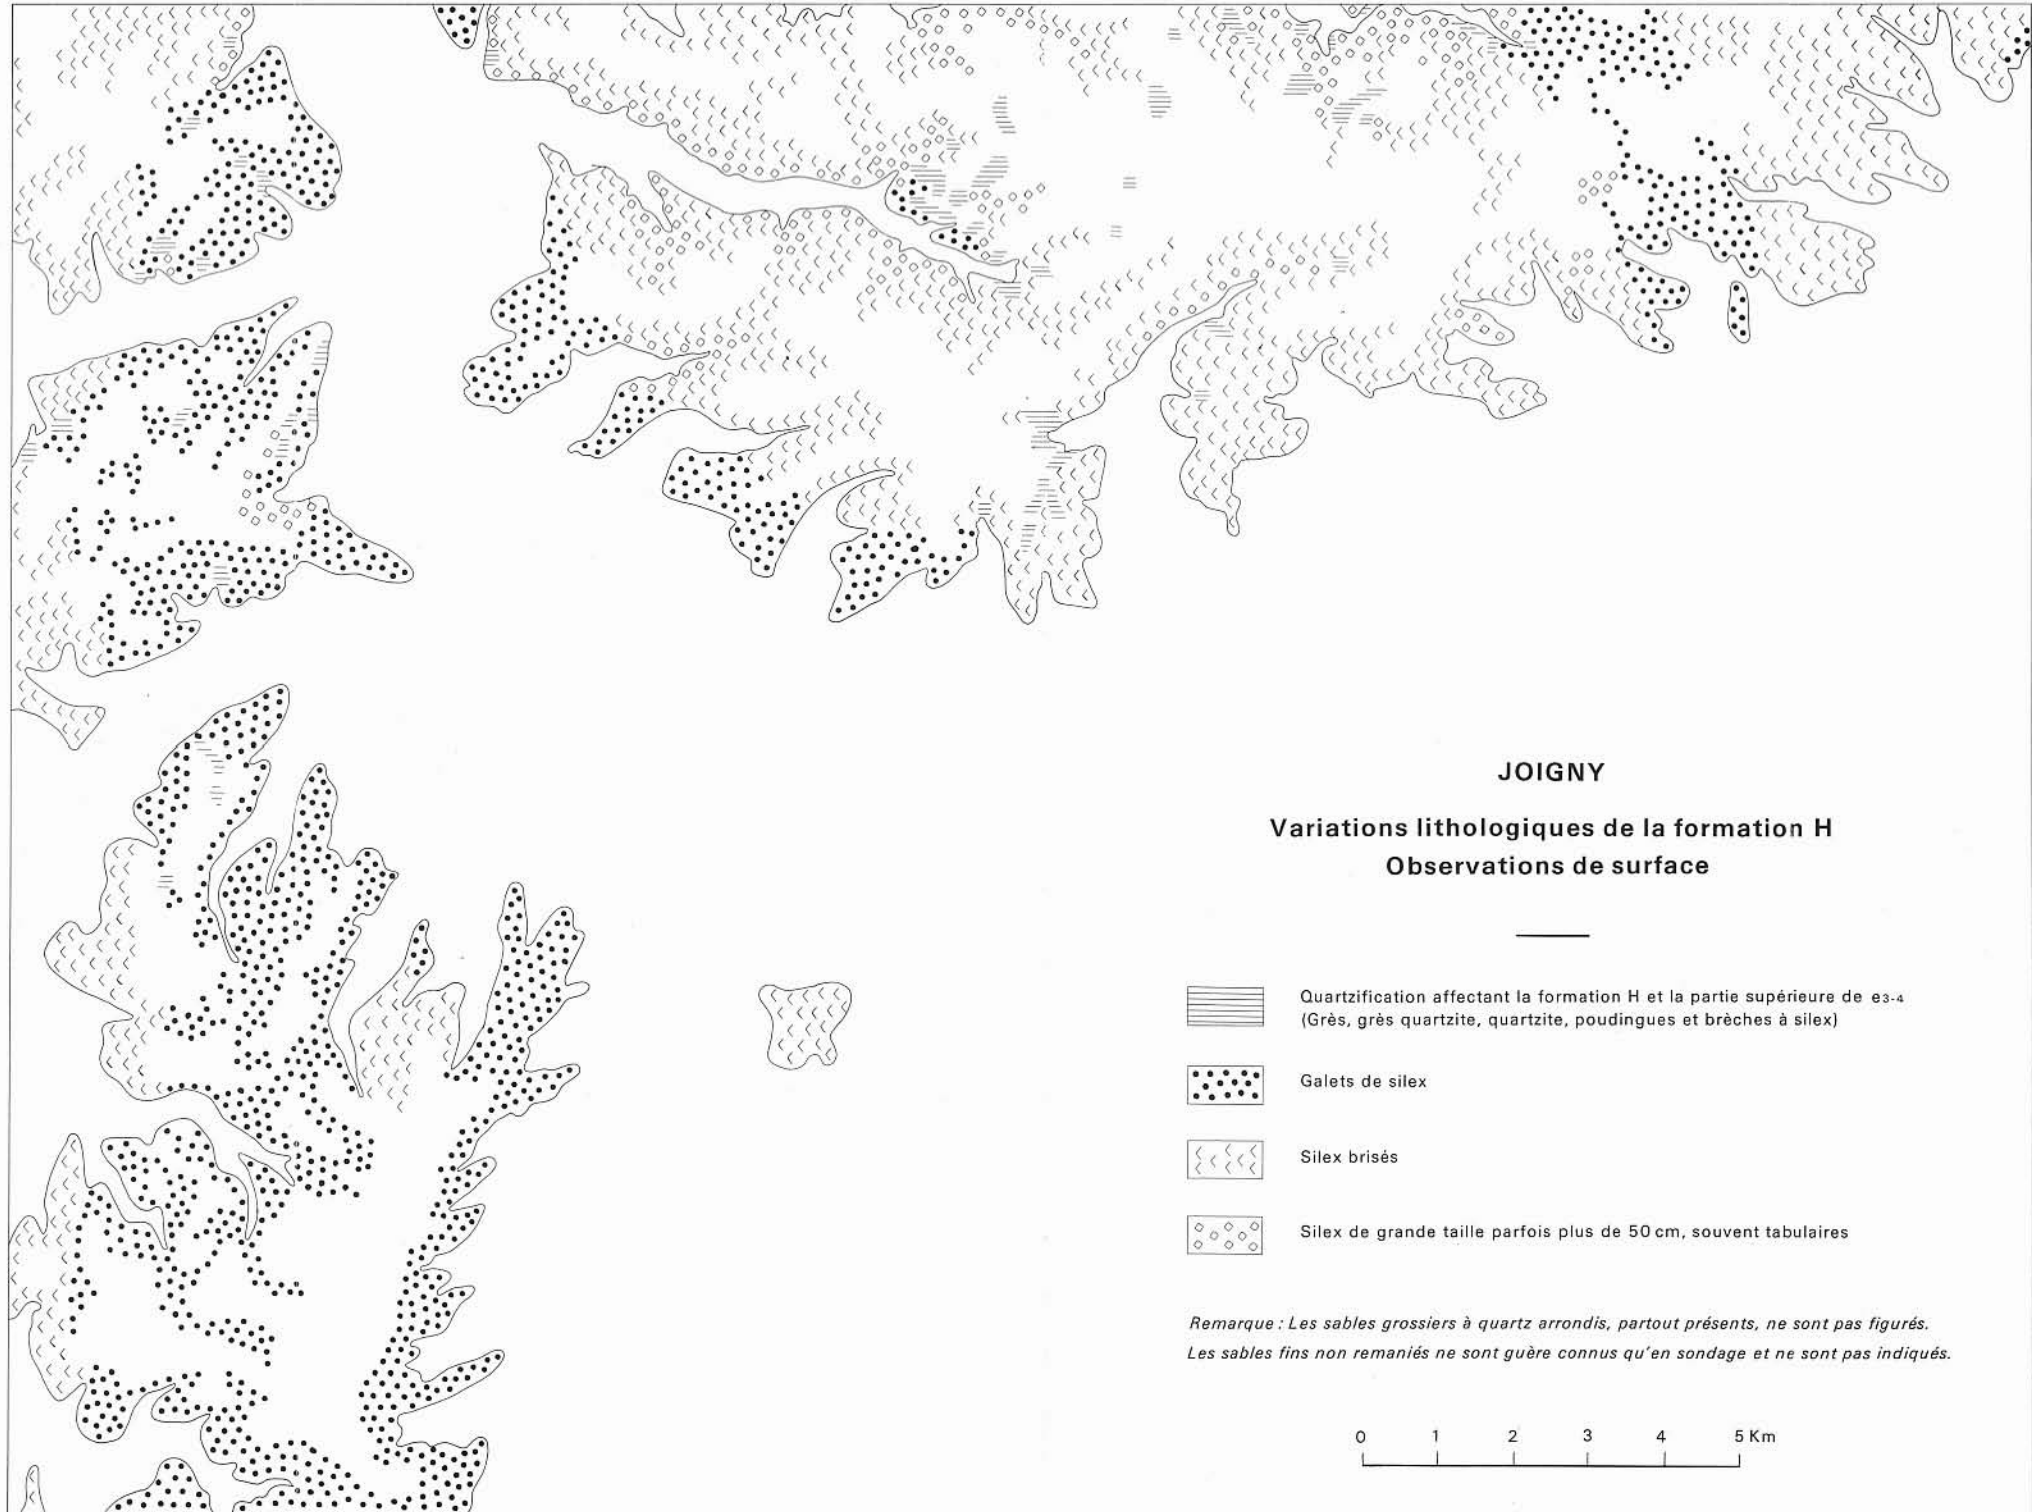 JOIGNY
Variations lithologiques de la formation H
Observations de surface
Quartzification affectant la formation H et la partie supérieure de e3-4
(Grès, grès quartzite, quartzite, poudingues et brèches à silex)
Galets de silex
Silex brisés
Silex de grande taille parfois plus de 50 cm, souvent tabulaires
Remarque : Les sables grossiers à quartz arrondis, partout présents, ne sont pas figurés.
Les sables fins non remaniés ne sont guère connus qu'en sondage et ne sont pas indiqués.
0 1 2 3 4 5 Km